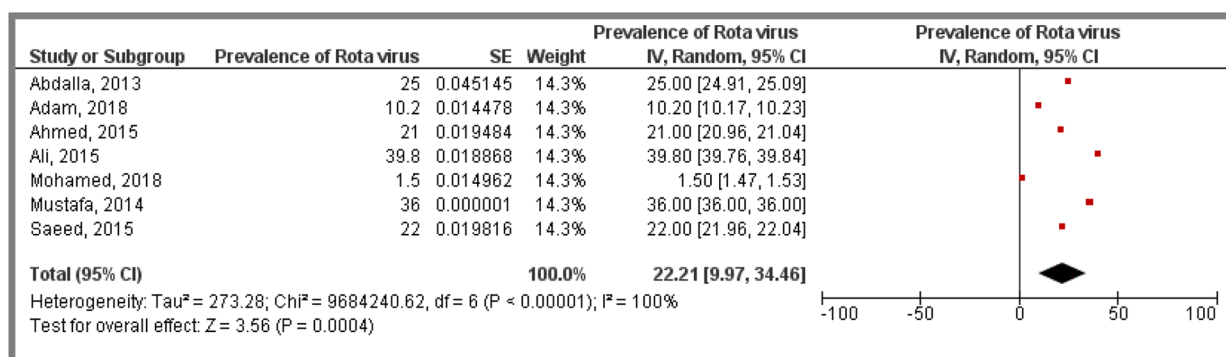 Prevalence of Rota virus Prevalence of Rota virus
Study or Subgroup Prevalence of Rota virus SE Weight IV, Random, 95% CI IV, Random, 95% CI
Abdalla, 2013 25 0.045145 14.3% 25.00 [24.91, 25.09]
Adam, 2018 10.2 0.014478 14.3% 10.20 [10.17, 10.23]
Ahmed, 2015 21 0.019484 14.3% 21.00 [20.96, 21.04]
Ali, 2015 39.8 0.018868 14.3% 39.80 [39.76, 39.84]
Mohamed, 2018 1.5 0.014962 14.3% 1.50 [1.47, 1.53]
Mustafa, 2014 36 0.000001 14.3% 36.00 [36.00, 36.00]
Saeed, 2015 22 0.019816 14.3% 22.00 [21.96, 22.04]
Total (95% CI) 100.0% 22.21 [9.97, 34.46]
Heterogeneity: Tau² = 273.28; Chi² = 9684240.62, df = 6 (P < 0.00001); I² = 100%
Test for overall effect: Z = 3.56 (P = 0.0004)
-100 -50 0 50 100